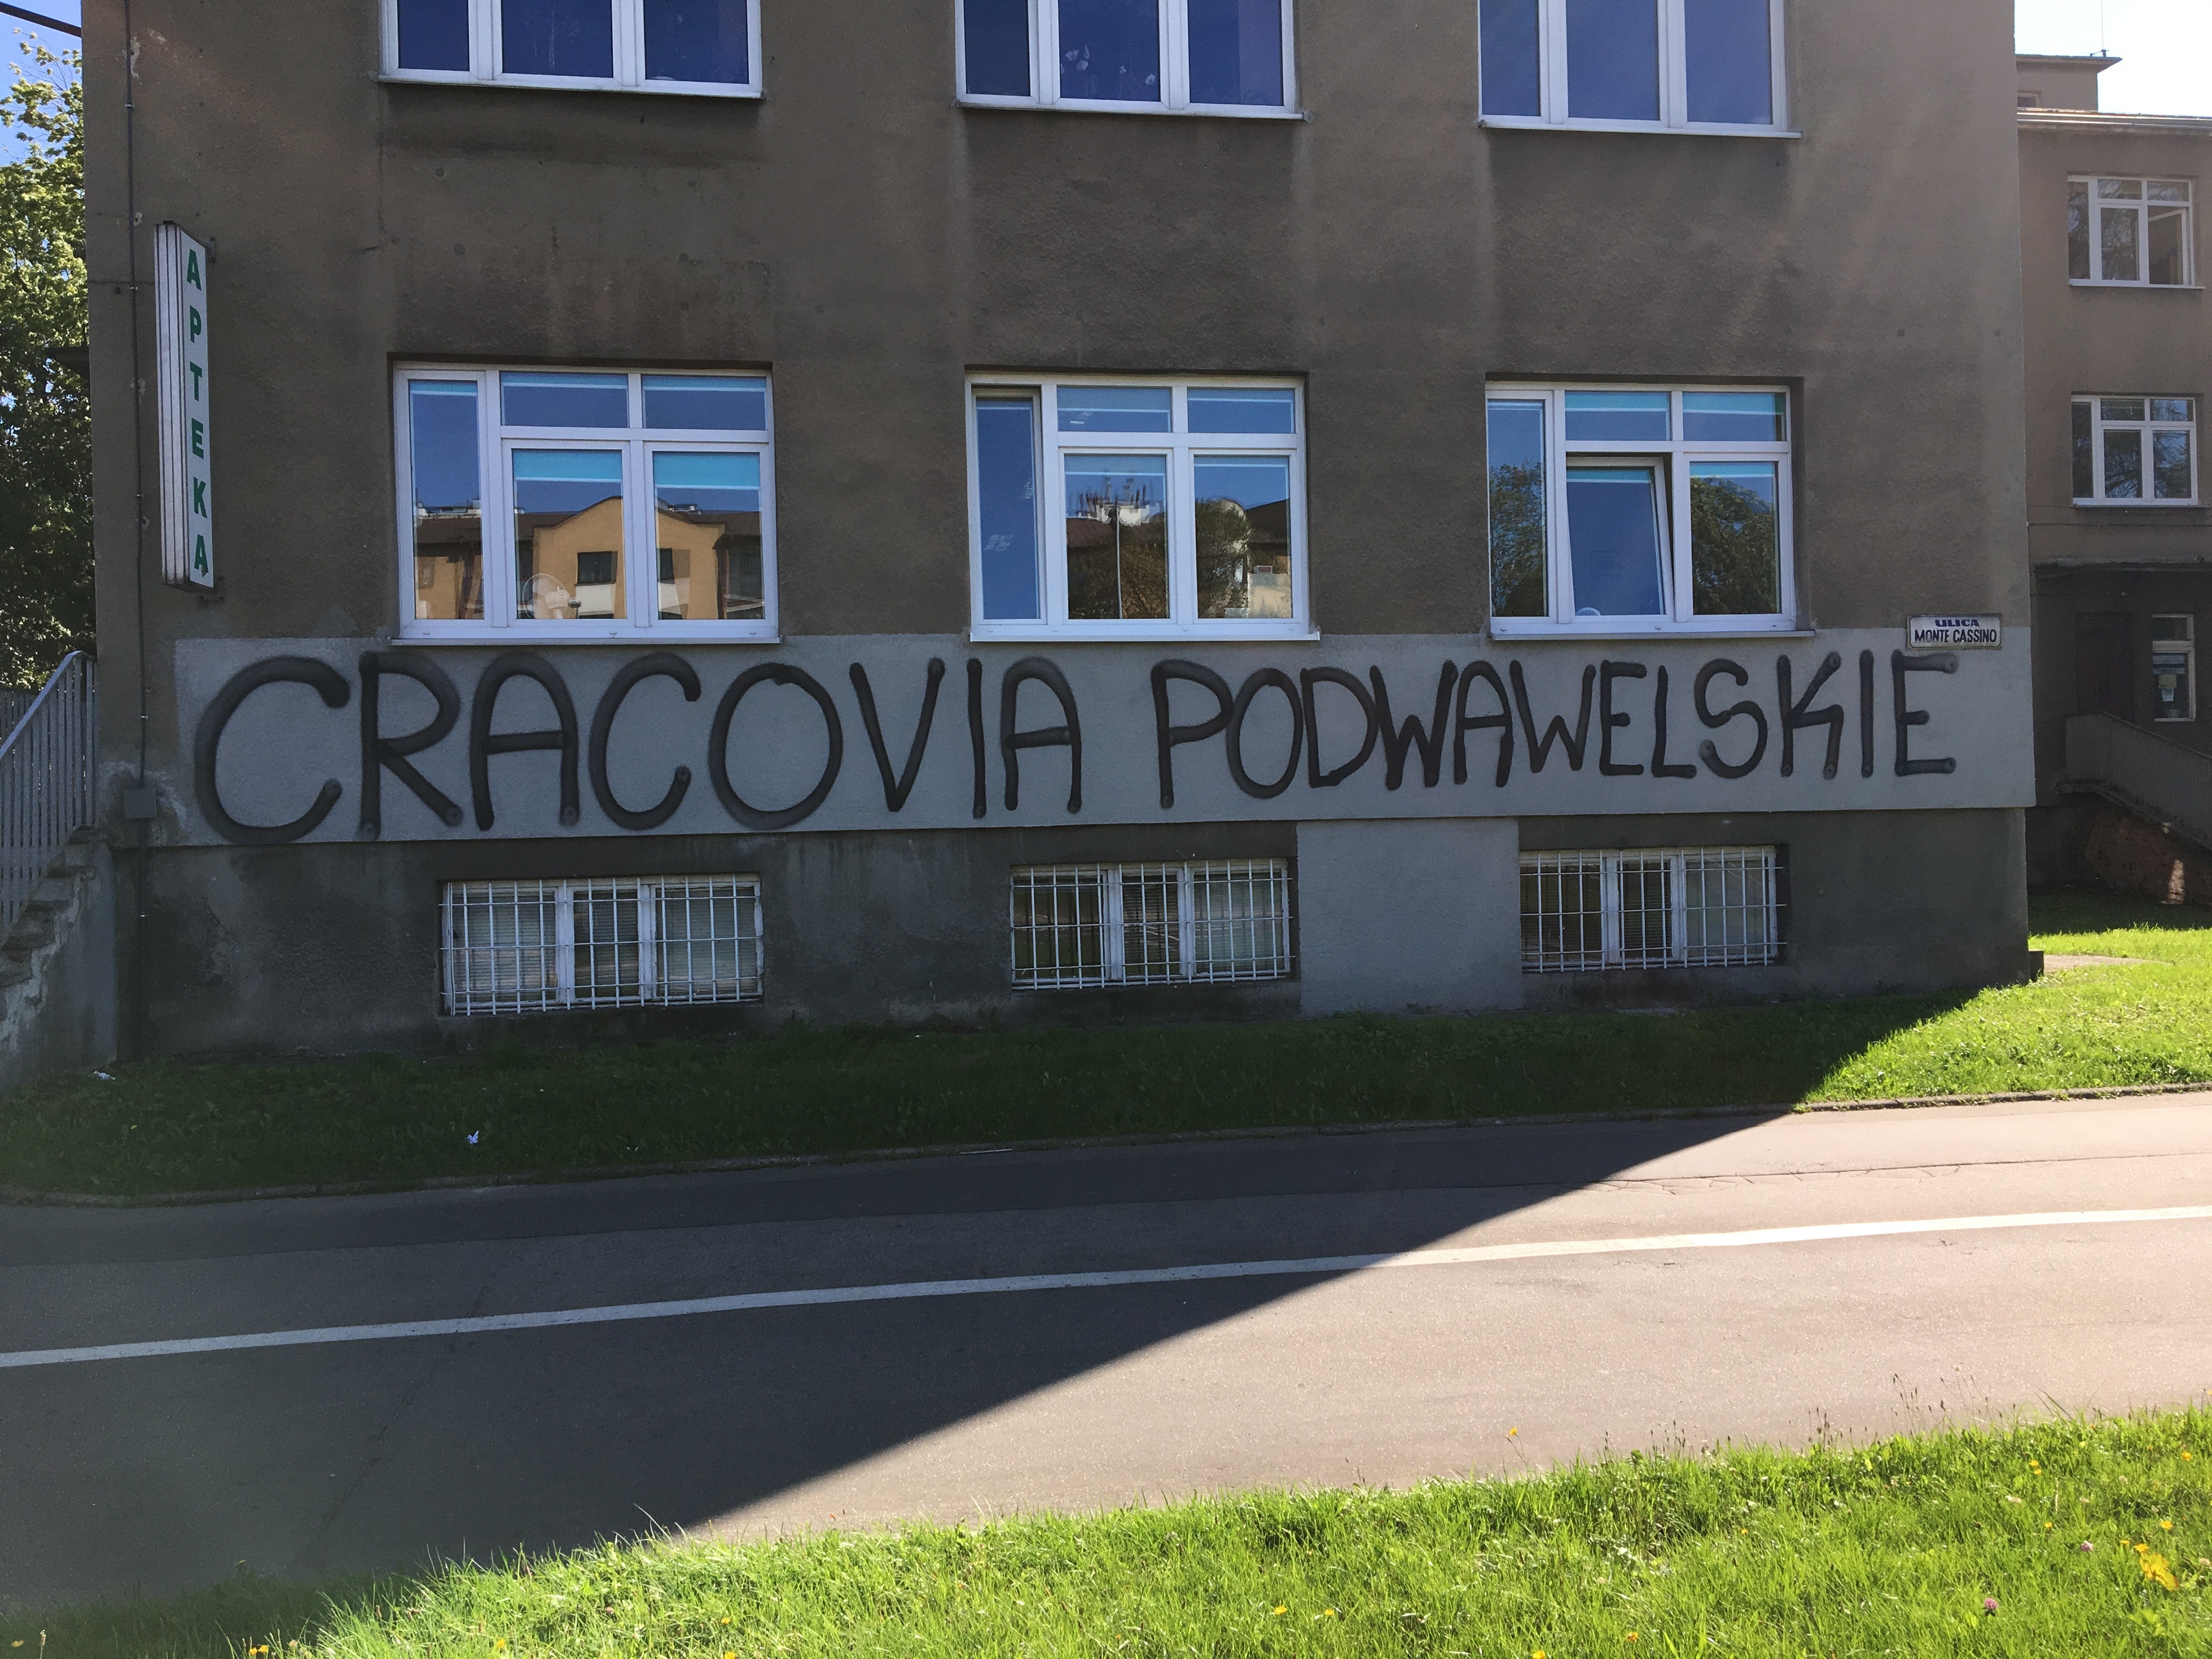 APTEKA
ULICA
MONTE CASSINO
CRACOVIA PODWAWELSKIE